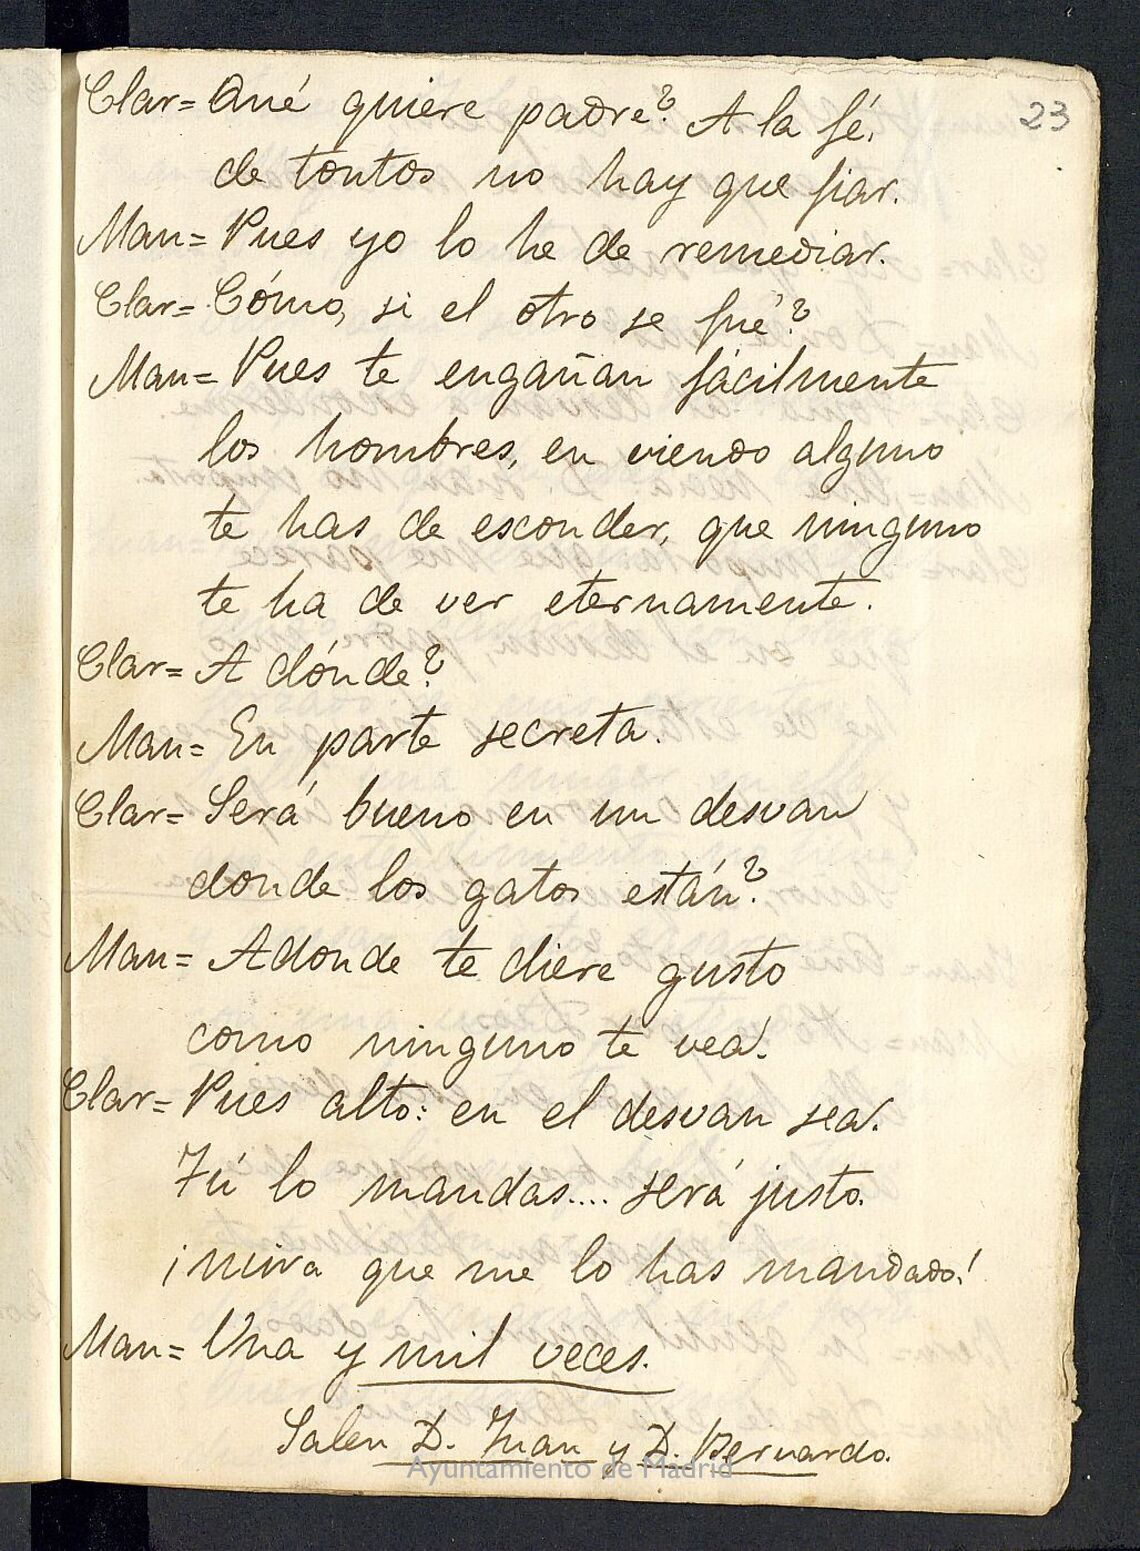 23
Clar= Qué quiere padre? A la fé,
de tontos no hay que fiar.
Man= Pues yo lo he de remediar.
Clar= Cómo, si el otro se fué?
Man= Pues te engañan fácilmente
los hombres, en viendo alguno
te has de esconder, que ninguno
te ha de ver eternamente.
Clar= A dónde?
Man= En parte secreta.
Clar= Será bueno en un desvan
donde los gatos están?
Man= Adonde te diere gusto
como ninguno te vea.
Clar= Pues alto: en el desvan sea.
Tú lo mandas.... será justo.
¡mira que me lo has mandado!
Man= Una y mil veces.
Salen D. Juan y D. Bernardo.
Ayuntamiento de Madrid